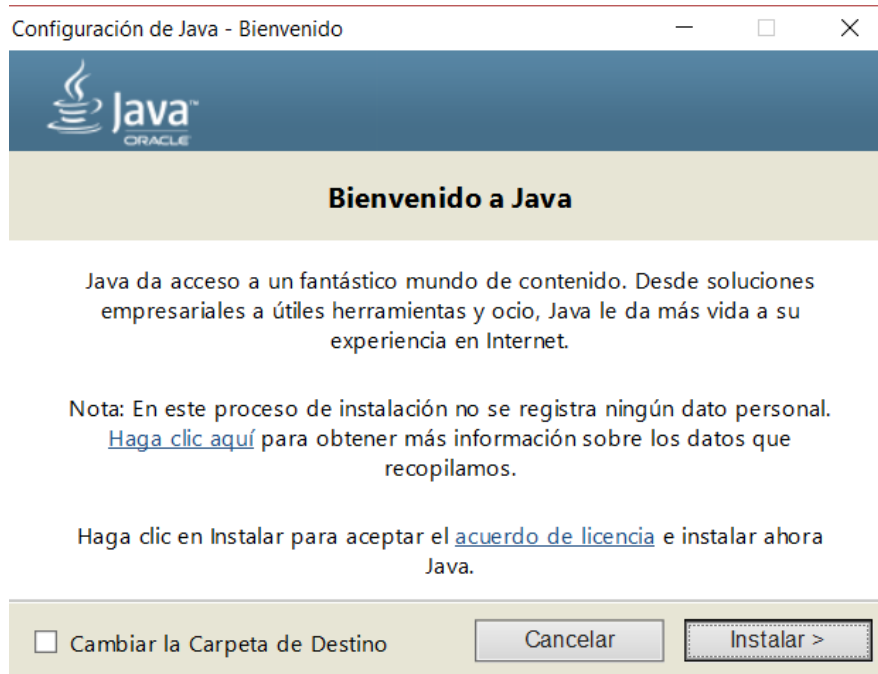 Configuración de Java - Bienvenido
Java™
ORACLE
Bienvenido a Java
Java da acceso a un fantástico mundo de contenido. Desde soluciones
empresariales a útiles herramientas y ocio, Java le da más vida a su
experiencia en Internet.
Nota: En este proceso de instalación no se registra ningún dato personal.
Haga clic aquí para obtener más información sobre los datos que
recopilamos.
Haga clic en Instalar para aceptar el acuerdo de licencia e instalar ahora
Java.
Cambiar la Carpeta de Destino
Cancelar
Instalar >